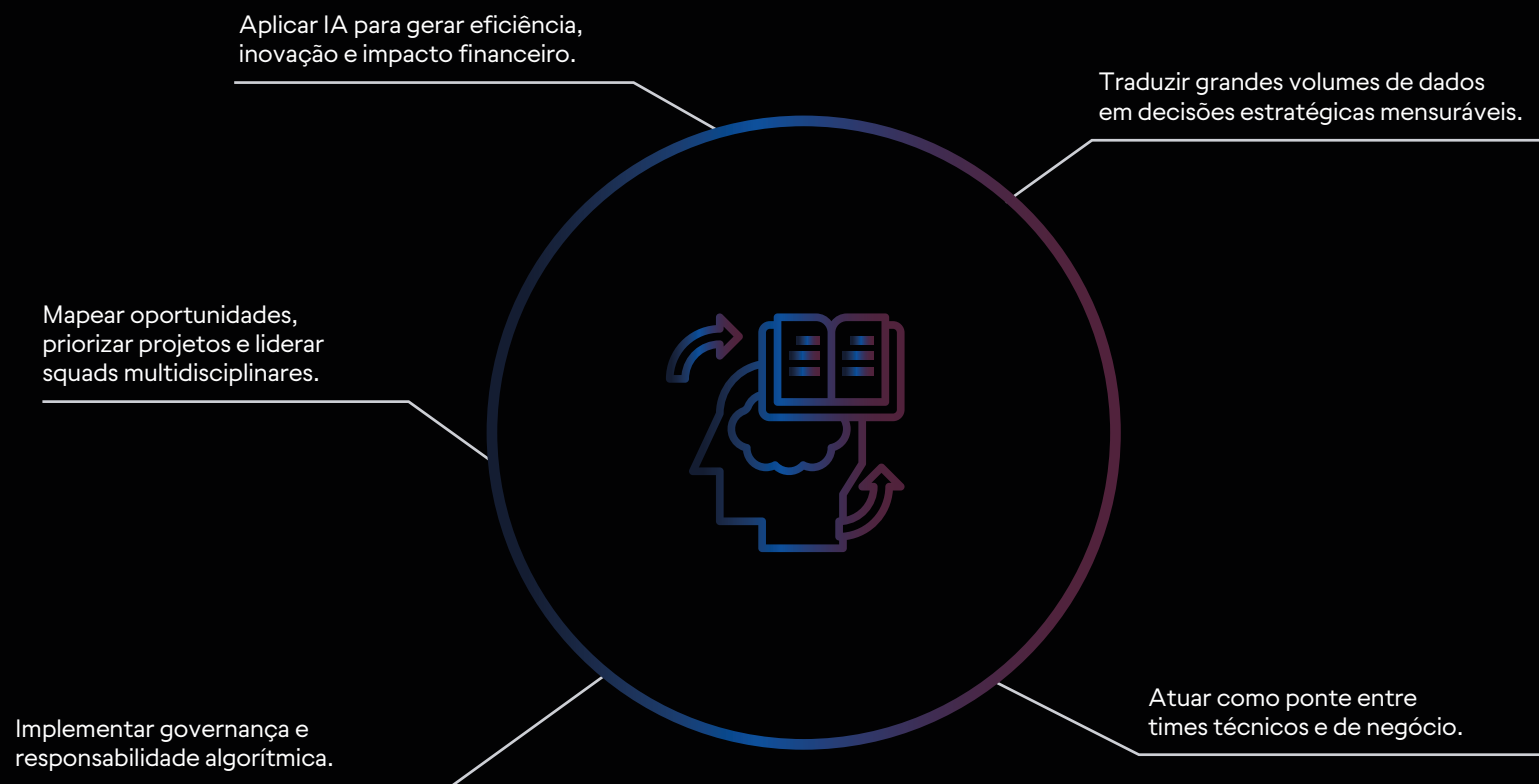 Aplicar IA para gerar eficiência,
inovação e impacto financeiro.
Traduzir grandes volumes de dados
em decisões estratégicas mensuráveis.
Mapear oportunidades,
priorizar projetos e liderar
squads multidisciplinares.
Implementar governança e
responsabilidade algorítmica.
Atuar como ponte entre
times técnicos e de negócio.